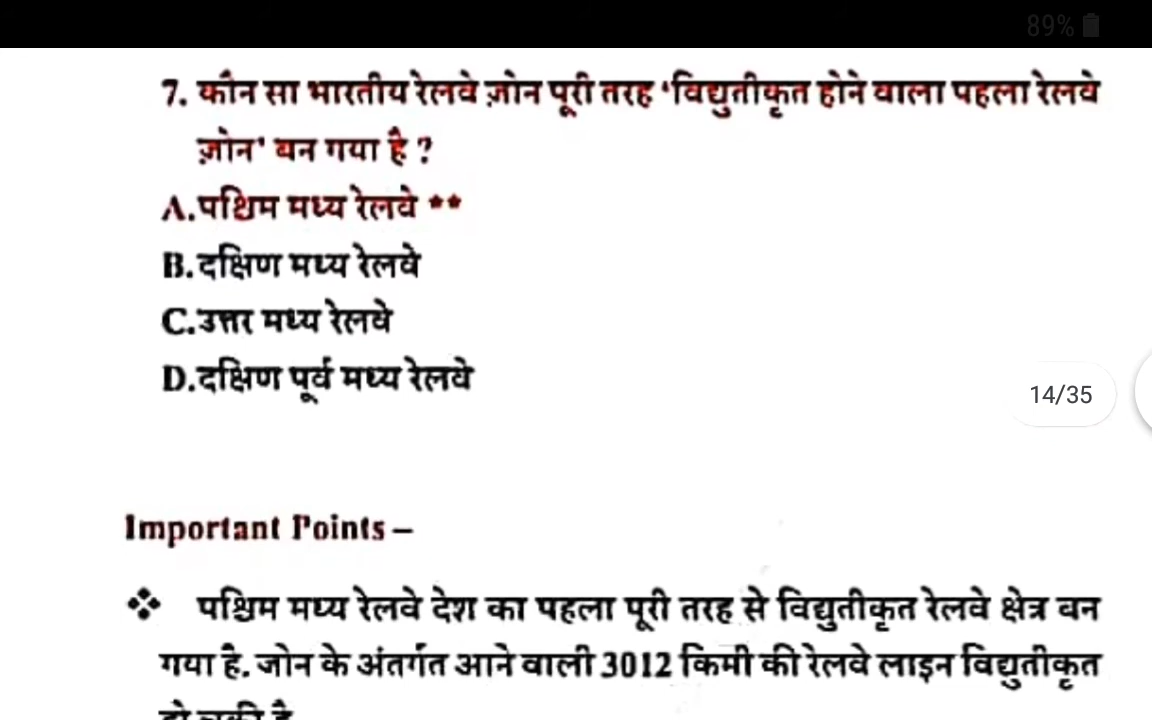 89%
7. कौन सा भारतीय रेलवे ज़ोन पूरी तरह ‘विद्युतीकृत होने वाला पहला रेलवे
ज़ोन’ बन गया है ?
A.पश्चिम मध्य रेलवे **
B.दक्षिण मध्य रेलवे
C.उत्तर मध्य रेलवे
D.दक्षिण पूर्व मध्य रेलवे
14/35
Important Points –
❖ पश्चिम मध्य रेलवे देश का पहला पूरी तरह से विद्युतीकृत रेलवे क्षेत्र बन
गया है. जोन के अंतर्गत आने वाली 3012 किमी की रेलवे लाइन विद्युतीकृत
हो चुकी है